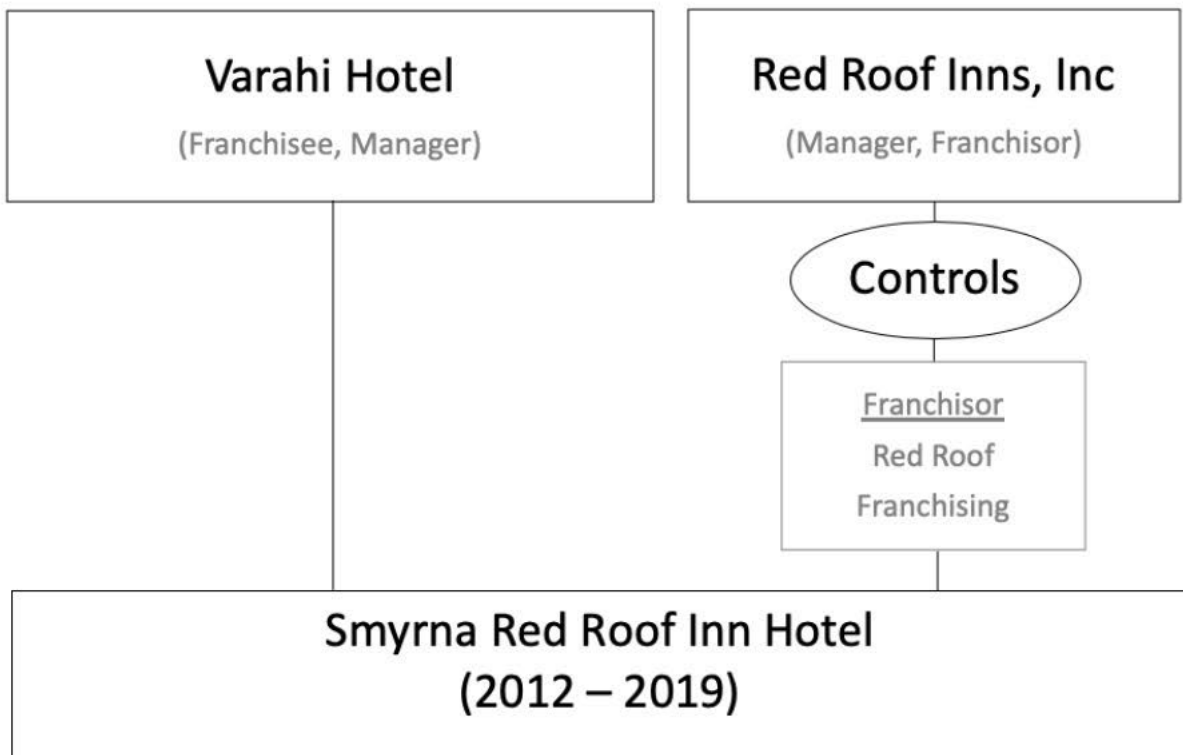 Varahi Hotel
(Franchisee, Manager)
Red Roof Inns, Inc
(Manager, Franchisor)
Controls
Franchisor
Red Roof
Franchising
Smyrna Red Roof Inn Hotel
(2012 – 2019)